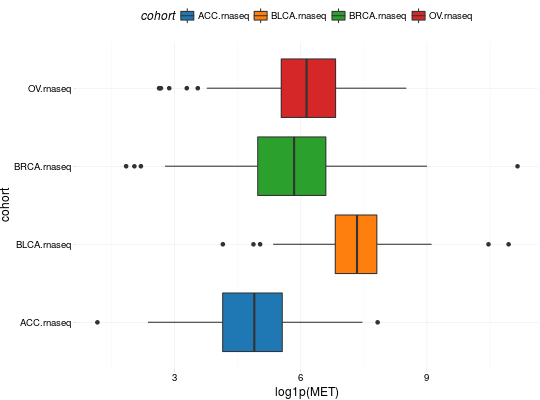 cohort ACC.rnaseq BLCA.rnaseq BRCA.rnaseq OV.rnaseq
OV.rnaseq
BRCA.rnaseq
cohort
BLCA.rnaseq
ACC.rnaseq
3 6 9
log1p(MET)